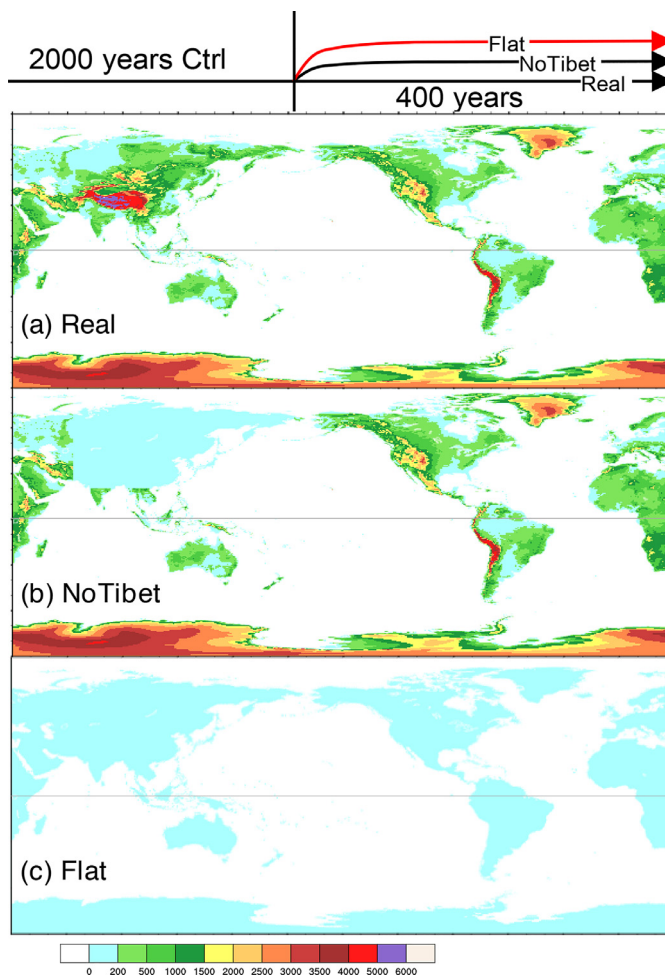 2000 years Ctrl
Flat
NoTibet
Real
400 years
(a) Real
(b) NoTibet
(c) Flat
0 200 500 1000 1500 2000 2500 3000 3500 4000 5000 6000